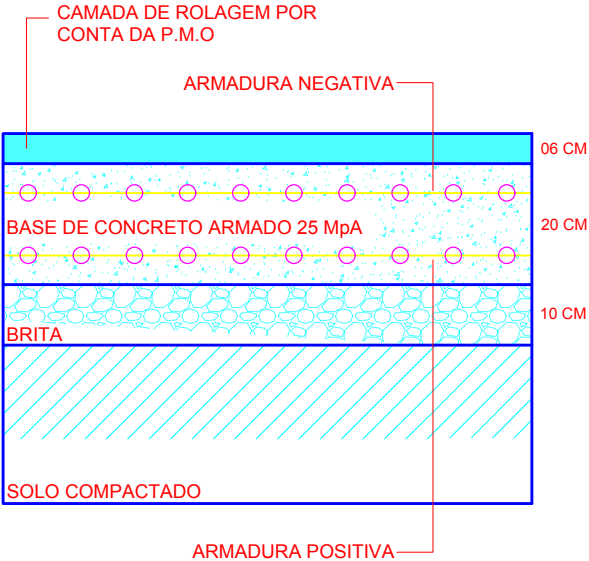 CAMADA DE ROLAGEM POR
CONTA DA P.M.O
ARMADURA NEGATIVA
06 CM
BASE DE CONCRETO ARMADO 25 MpA
20 CM
10 CM
BRITA
SOLO COMPACTADO
ARMADURA POSITIVA